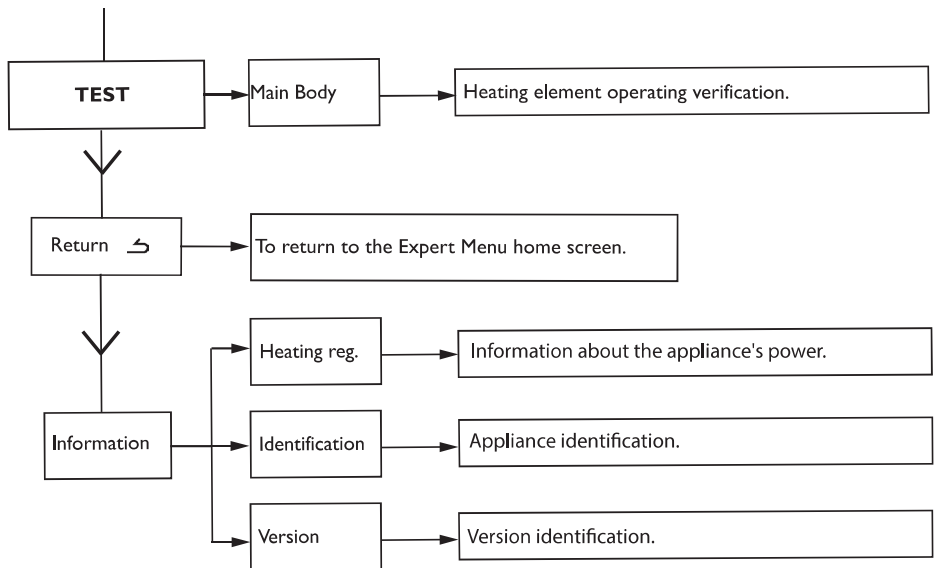 TEST
Main Body
Heating element operating verification.
Return
To return to the Expert Menu home screen.
Heating reg.
Information about the appliance's power.
Information
Identification
Appliance identification.
Version
Version identification.